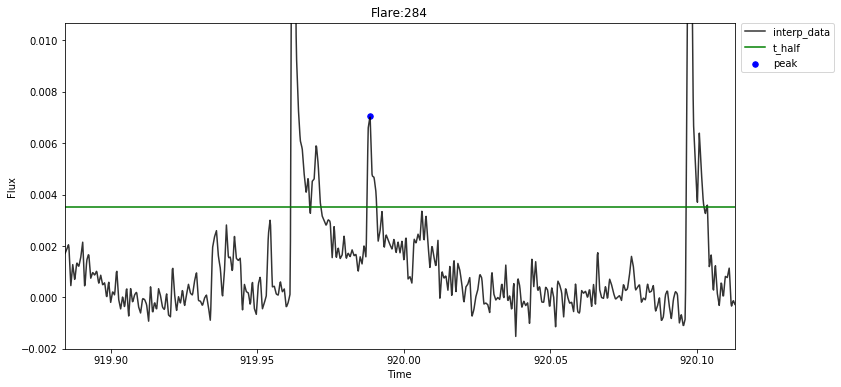 Flare:284
interp_data
t_half
peak
0.010
0.008
0.006
0.004
0.002
0.000
−0.002
Flux
919.90 919.95 920.00 920.05 920.10
Time